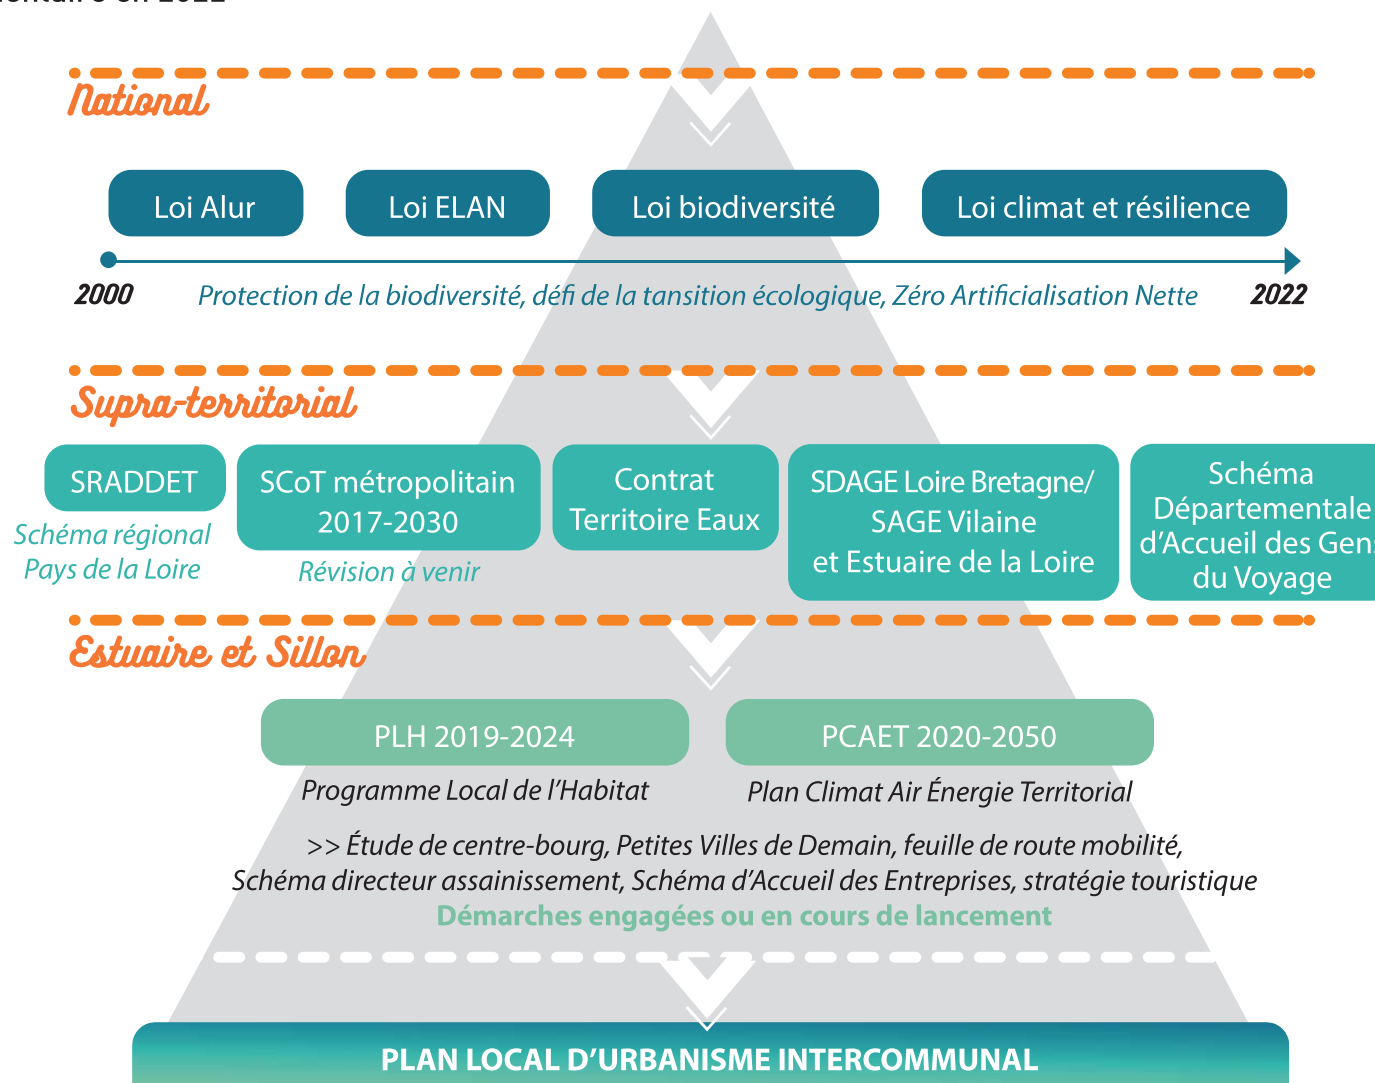 en 2022
National
Loi Alur
Loi ELAN
Loi biodiversité
Loi climat et résilience
2000
Protection de la biodiversité, défi de la tansition écologique, Zéro Artificialisation Nette
2022
Supra-territorial
SRADDET
Schéma régional
Pays de la Loire
SCoT métropolitain
2017-2030
Révision à venir
Contrat
Territoire Eaux
SDAGE Loire Bretagne/
SAGE Vilaine
et Estuaire de la Loire
Schéma
Départementale
d’Accueil des Gens
du Voyage
Estuaire et Sillon
PLH 2019-2024
Programme Local de l’Habitat
PCAET 2020-2050
Plan Climat Air Énergie Territorial
>> Étude de centre-bourg, Petites Villes de Demain, feuille de route mobilité,
Schéma directeur assainissement, Schéma d’Accueil des Entreprises, stratégie touristique
Démarches engagées ou en cours de lancement
PLAN LOCAL D’URBANISME INTERCOMMUNAL